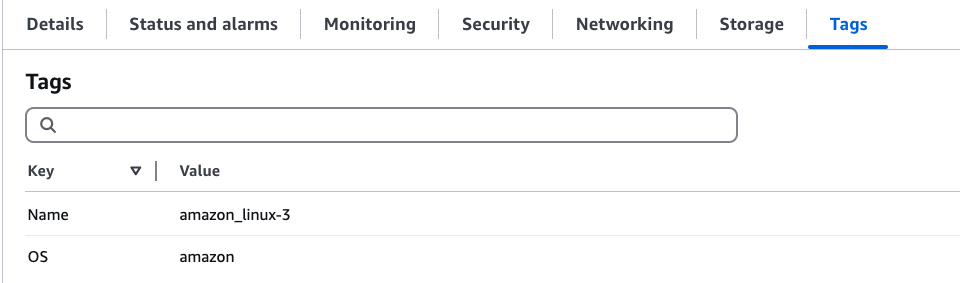 Details Status and alarms Monitoring Security Networking Storage Tags
Tags
Key Value
Name amazon_linux-3
OS amazon